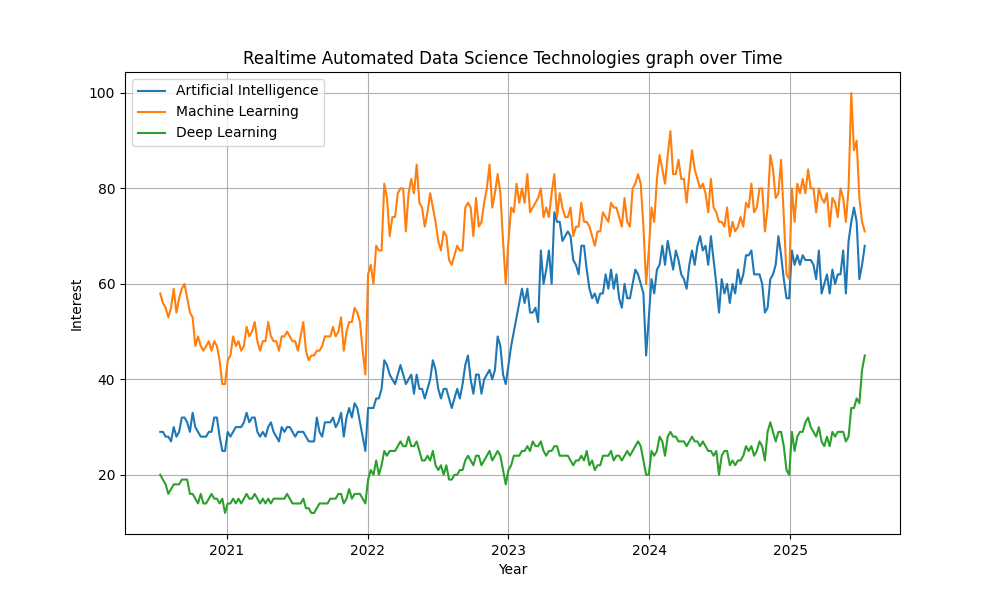 Realtime Automated Data Science Technologies graph over Time
Artificial Intelligence
Machine Learning
Deep Learning
100
80
60
40
20
Interest
2021 2022 2023 2024 2025
Year